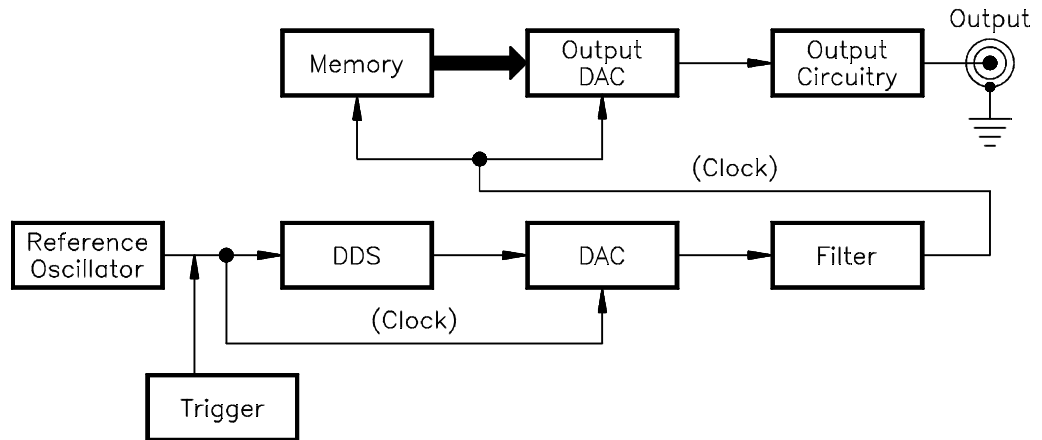 Output
Memory
Output
DAC
Output
Circuitry
(Clock)
Reference
Oscillator
DDS
DAC
Filter
(Clock)
Trigger